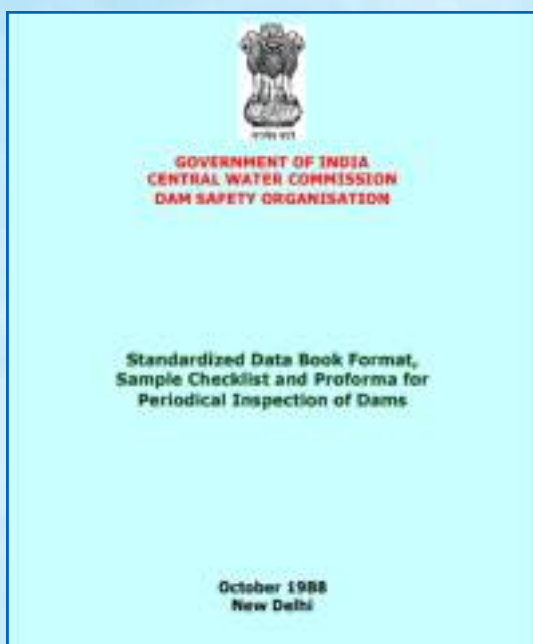 GOVERNMENT OF INDIA
CENTRAL WATER COMMISSION
DAM SAFETY ORGANISATION
Standardized Data Book Format,
Sample Checklist and Proforma for
Periodical Inspection of Dams
October 1988
New Delhi